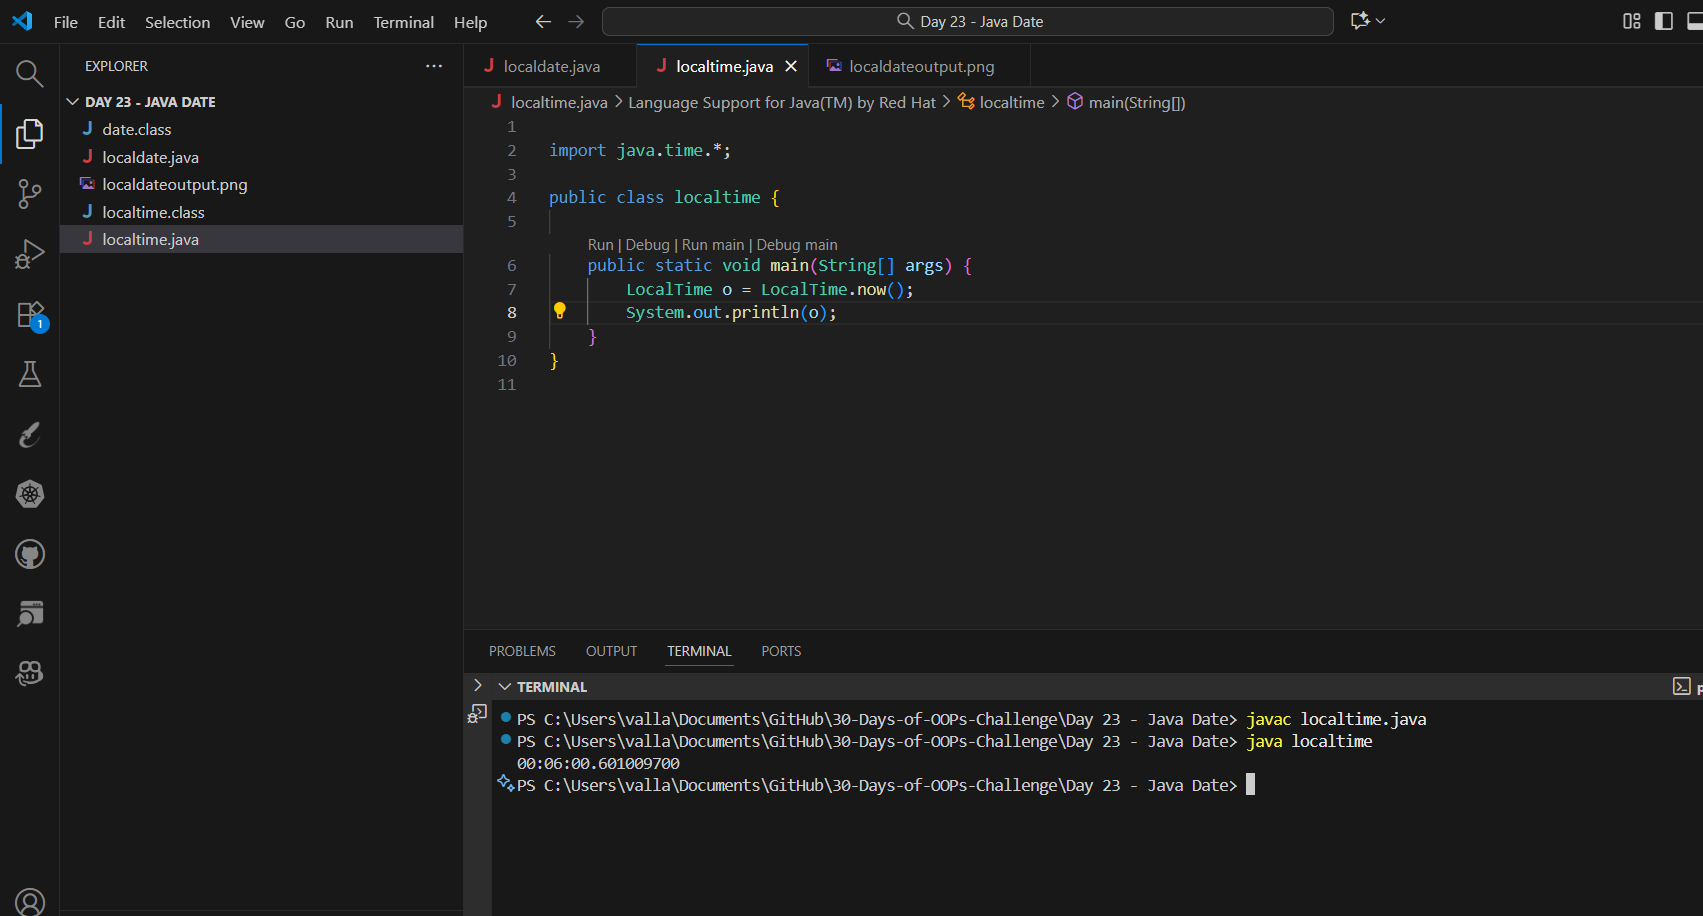 File Edit Selection View Go Run Terminal Help Day 23 - Java Date
EXPLORER
DAY 23 - JAVA DATE
date.class
localdate.java
localdateoutput.png
localtime.class
localtime.java
1
localdate.java localtime.java localdateoutput.png
localtime.java Language Support for Java(TM) by Red Hat localtime main(String[])
1
2 import java.time.*;
3
4 public class localtime {
5
Run | Debug | Run main | Debug main
6 public static void main(String[] args) {
7 LocalTime o = LocalTime.now();
8 System.out.println(o);
9 }
10 }
11
PROBLEMS OUTPUT TERMINAL PORTS
TERMINAL
PS C:\Users\valla\Documents\GitHub\30-Days-of-OOPs-Challenge\Day 23 - Java Date> javac localtime.java
PS C:\Users\valla\Documents\GitHub\30-Days-of-OOPs-Challenge\Day 23 - Java Date> java localtime
00:06:00.601009700
PS C:\Users\valla\Documents\GitHub\30-Days-of-OOPs-Challenge\Day 23 - Java Date>